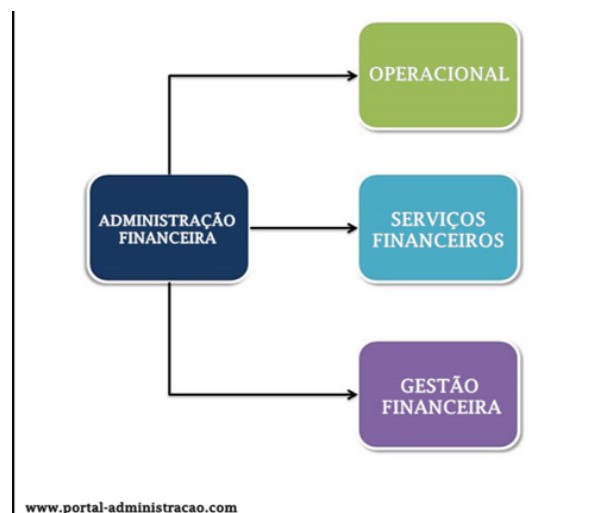 OPERACIONAL
ADMINISTRAÇÃO
FINANCEIRA
SERVIÇOS
FINANCEIROS
GESTÃO
FINANCEIRA
www.portal-administracao.com